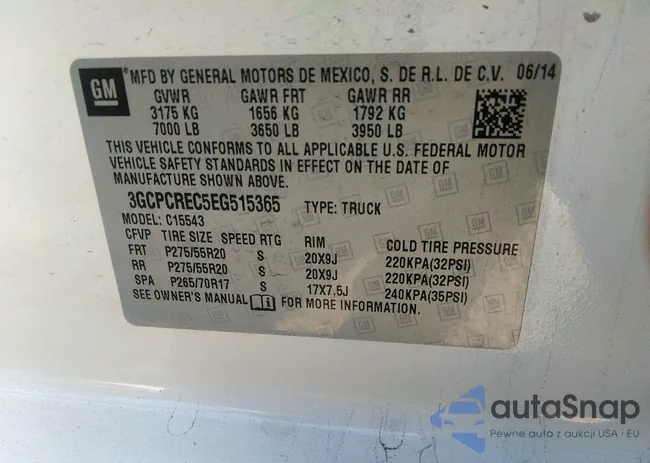 GM
® MFD BY GENERAL MOTORS DE MEXICO, S. DE R.L. DE C.V. 06/14
GVWR GAWR FRT GAWR RR
3175 KG 1656 KG 1792 KG
7000 LB 3650 LB 3950 LB
THIS VEHICLE CONFORMS TO ALL APPLICABLE U.S. FEDERAL MOTOR
VEHICLE SAFETY STANDARDS IN EFFECT ON THE DATE OF
MANUFACTURE SHOWN ABOVE.
3GCPCREC5EG515365 TYPE: TRUCK
MODEL: C15543
CFVP TIRE SIZE SPEED RTG RIM COLD TIRE PRESSURE
FRT P275/55R20 S 20X9J 220KPA(32PSI)
RR P275/55R20 S 20X9J 220KPA(32PSI)
SPA P265/70R17 S 17X7.5J 240KPA(35PSI)
SEE OWNER'S MANUAL i FOR MORE INFORMATION.
autoSnap
Pewne auta z aukcji USA i EU